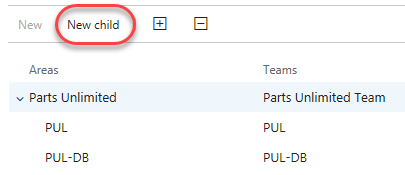 New New child
Areas Teams
Parts Unlimited Parts Unlimited Team
PUL PUL
PUL-DB PUL-DB